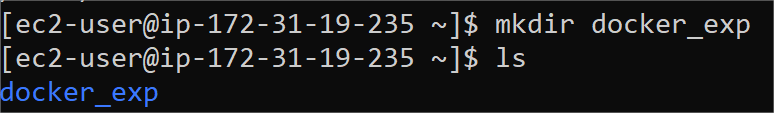 [ec2-user@ip-172-31-19-235 ~]$ mkdir docker_exp
[ec2-user@ip-172-31-19-235 ~]$ ls
docker_exp